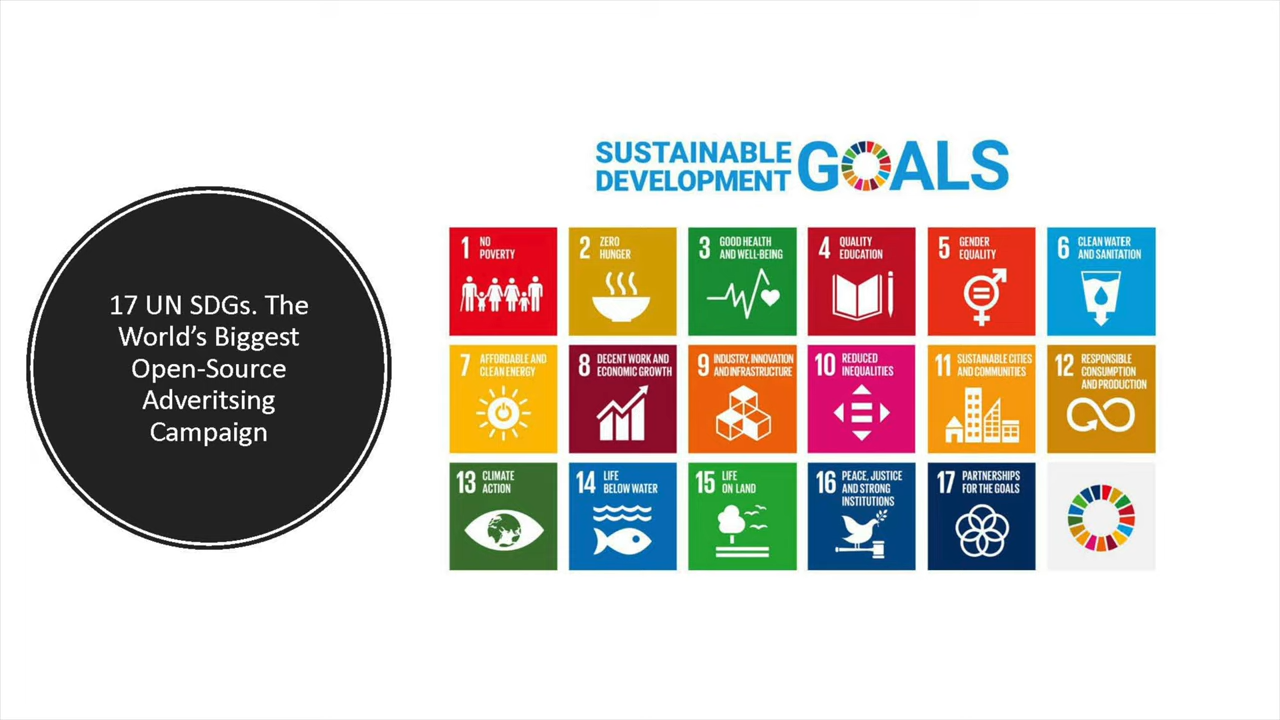 17 UN SDGs. The
World’s Biggest
Open-Source
Adveritsing
Campaign
SUSTAINABLE
DEVELOPMENT
GOALS
1 NO
POVERTY
2 ZERO
HUNGER
3 GOOD HEALTH
AND WELL-BEING
4 QUALITY
EDUCATION
5 GENDER
EQUALITY
6 CLEAN WATER
AND SANITATION
7 AFFORDABLE AND
CLEAN ENERGY
8 DECENT WORK AND
ECONOMIC GROWTH
9 INDUSTRY, INNOVATION
AND INFRASTRUCTURE
10 REDUCED
INEQUALITIES
11 SUSTAINABLE CITIES
AND COMMUNITIES
12 RESPONSIBLE
CONSUMPTION
AND PRODUCTION
13 CLIMATE
ACTION
14 LIFE
BELOW WATER
15 LIFE
ON LAND
16 PEACE, JUSTICE
AND STRONG
INSTITUTIONS
17 PARTNERSHIPS
FOR THE GOALS